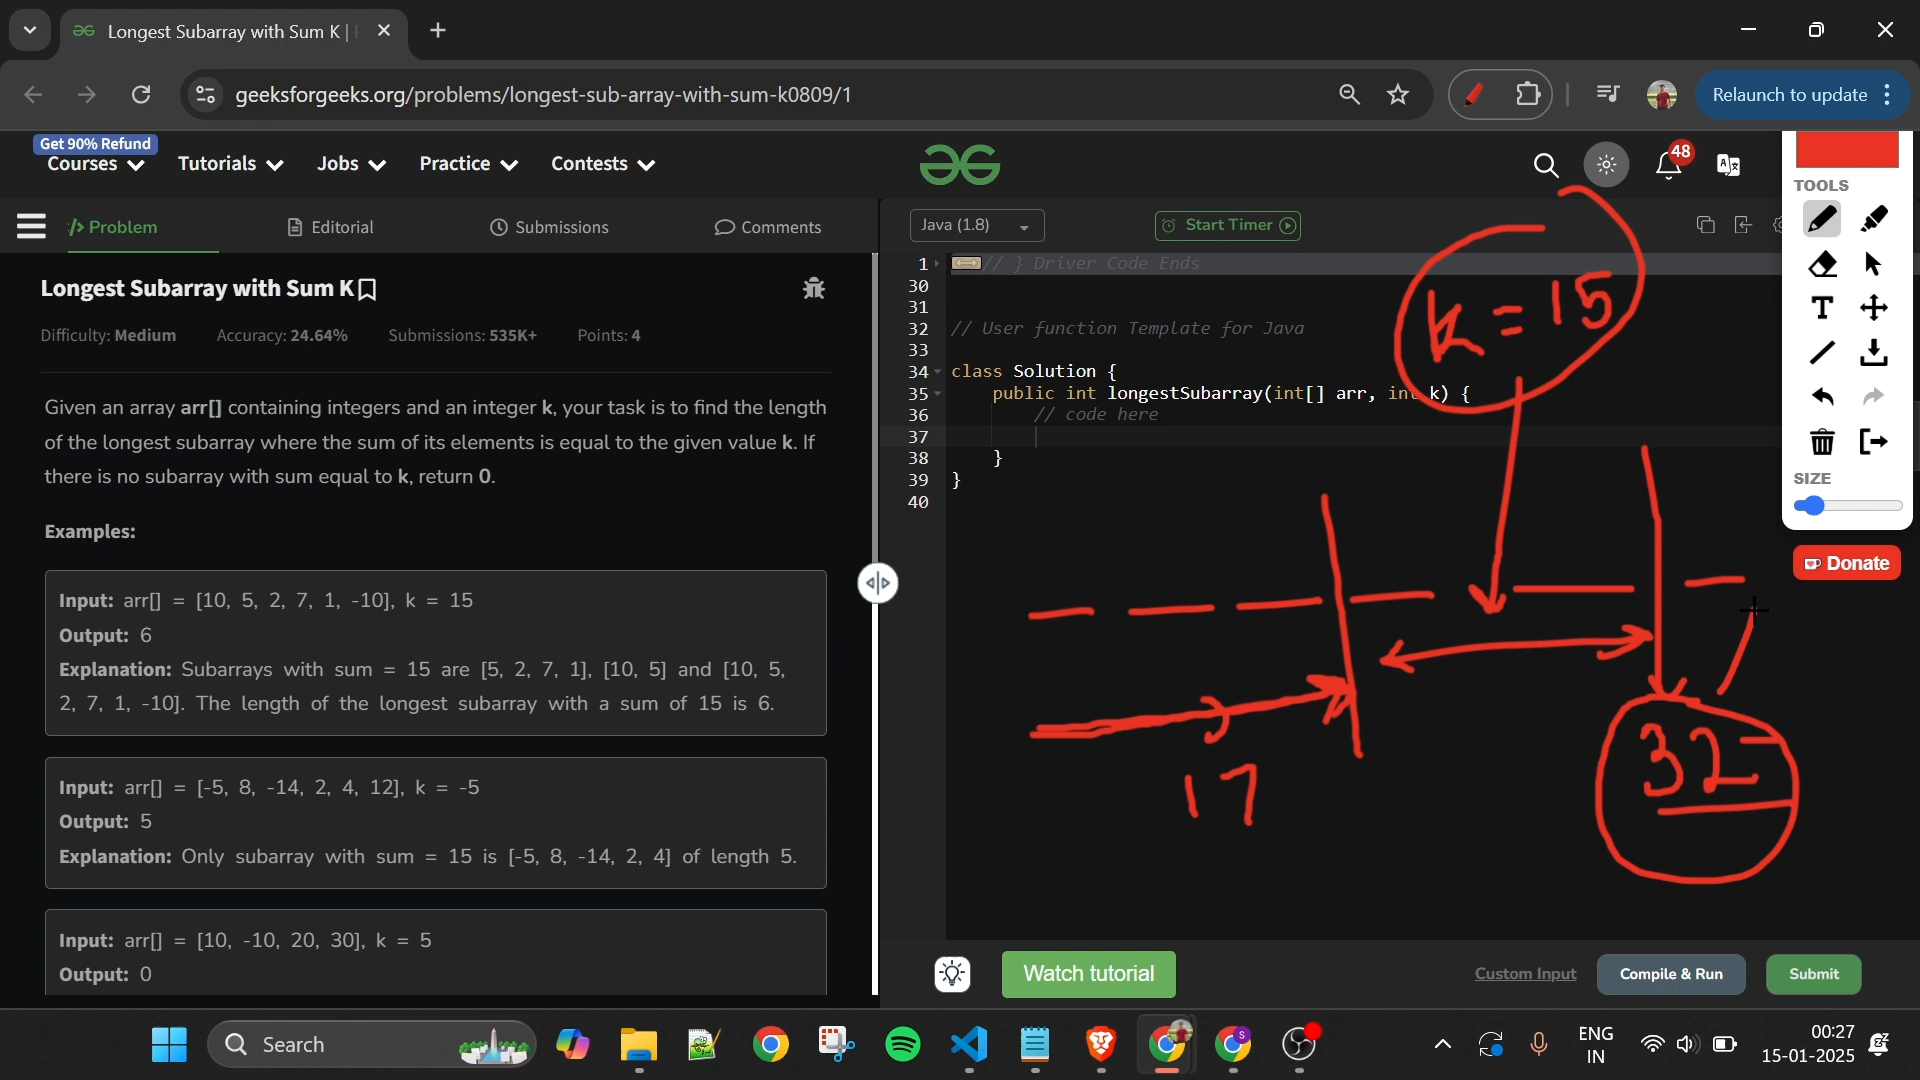 Longest Subarray with Sum K |
geeksforgeeks.org/problems/longest-sub-array-with-sum-k0809/1
Relaunch to update
Get 90% Refund
Courses
Tutorials
Jobs
Practice
Contests
48
TOOLS
T
SIZE
Donate
Problem
Editorial
Submissions
Comments
Java (1.8)
Start Timer
Longest Subarray with Sum K
Difficulty: Medium Accuracy: 24.64% Submissions: 535K+ Points: 4
Given an array arr[] containing integers and an integer k, your task is to find the length
of the longest subarray where the sum of its elements is equal to the given value k. If
there is no subarray with sum equal to k, return 0.
Examples:
Input: arr[] = [10, 5, 2, 7, 1, -10], k = 15
Output: 6
Explanation: Subarrays with sum = 15 are [5, 2, 7, 1], [10, 5] and [10, 5,
2, 7, 1, -10]. The length of the longest subarray with a sum of 15 is 6.
Input: arr[] = [-5, 8, -14, 2, 4, 12], k = -5
Output: 5
Explanation: Only subarray with sum = 15 is [-5, 8, -14, 2, 4] of length 5.
Input: arr[] = [10, -10, 20, 30], k = 5
Output: 0
1 // } Driver Code Ends
30
31
32 // User function Template for Java
33
34 class Solution {
35 public int longestSubarray(int[] arr, int k) {
36 // code here
37
38 }
39 }
40
k = 15
17
32
Watch tutorial
Custom Input
Compile & Run
Submit
Search
ENG
IN
00:27
15-01-2025